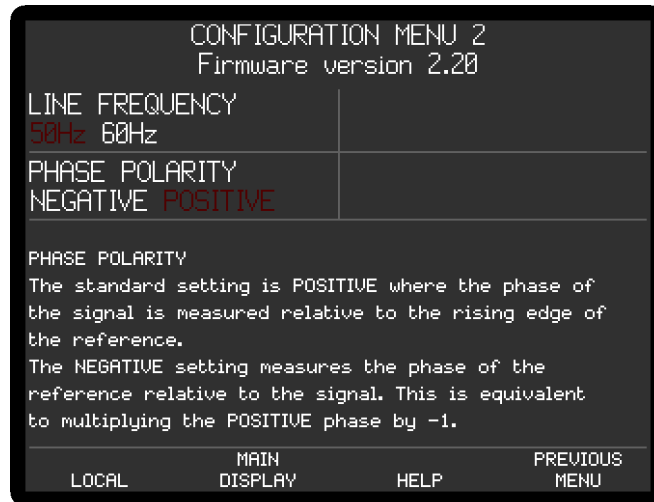 CONFIGURATION MENU 2
Firmware version 2.20
LINE FREQUENCY
50Hz 60Hz
PHASE POLARITY
NEGATIVE POSITIVE
PHASE POLARITY
The standard setting is POSITIVE where the phase of
the signal is measured relative to the rising edge of
the reference.
The NEGATIVE setting measures the phase of the
reference relative to the signal. This is equivalent
to multiplying the POSITIVE phase by -1.
LOCAL MAIN DISPLAY HELP PREVIOUS MENU